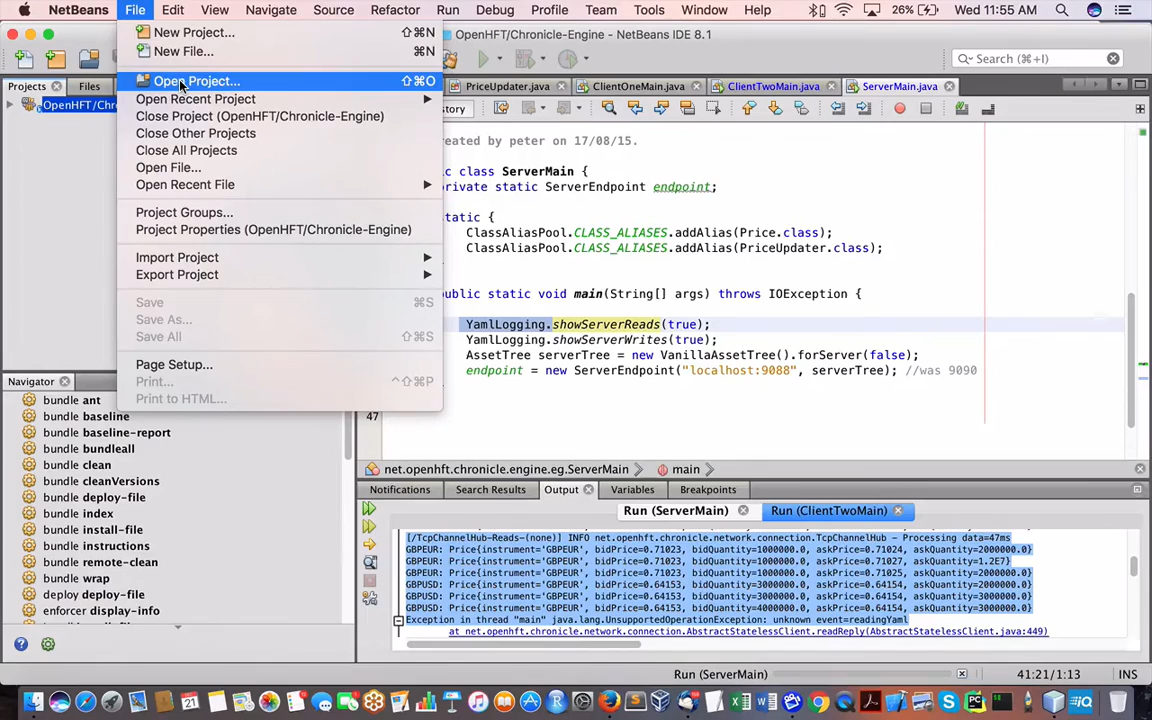 NetBeans File Edit View Navigate Source Refactor Run Debug Profile Team Tools Window Help 26% Wed 11:55 AM
OpenHFT/Chronicle-Engine - NetBeans IDE 8.1
Search (⌘+I)
New Project... ⇧⌘N
New File... ⌘N
Open Project... ⇧⌘O
Open Recent Project
Close Project (OpenHFT/Chronicle-Engine)
Close Other Projects
Close All Projects
Open File...
Open Recent File
Project Groups...
Project Properties (OpenHFT/Chronicle-Engine)
Import Project
Export Project
Save ⌘S
Save As...
Save All ⇧⌘S
Page Setup...
Print... ^⇧⌘P
Print to HTML...
Projects Files
OpenHFT/Chro
PriceUpdater.java ClientOneMain.java ClientTwoMain.java ServerMain.java
story
eated by peter on 17/08/15.
c class ServerMain {
rivate static ServerEndpoint endpoint;
tatic {
ClassAliasPool.CLASS_ALIASES.addAlias(Price.class);
ClassAliasPool.CLASS_ALIASES.addAlias(PriceUpdater.class);
ublic static void main(String[] args) throws IOException {
YamlLogging.showServerReads(true);
YamlLogging.showServerWrites(true);
AssetTree serverTree = new VanillaAssetTree().forServer(false);
endpoint = new ServerEndpoint("localhost:9088", serverTree); //was 9090
47
net.openhft.chronicle.engine.eg.ServerMain main
Navigator
bundle ant
bundle baseline
bundle baseline-report
bundle bundleall
bundle clean
bundle cleanVersions
bundle deploy-file
bundle index
bundle install-file
bundle instructions
bundle remote-clean
bundle wrap
deploy deploy-file
enforcer display-info
Notifications Search Results Output Variables Breakpoints
Run (ServerMain) Run (ClientTwoMain)
[/TcpChannelHub-Reads-(none)] INFO net.openhft.chronicle.network.connection.TcpChannelHub - Processing data=47ms
GBPEUR: Price{instrument='GBPEUR', bidPrice=0.71023, bidQuantity=1000000.0, askPrice=0.71024, askQuantity=2000000.0}
GBPEUR: Price{instrument='GBPEUR', bidPrice=0.71023, bidQuantity=1000000.0, askPrice=0.71024, askQuantity=1.2E7}
GBPEUR: Price{instrument='GBPEUR', bidPrice=0.71023, bidQuantity=1000000.0, askPrice=0.71025, askQuantity=2000000.0}
GBPUSD: Price{instrument='GBPEUR', bidPrice=0.64153, bidQuantity=3000000.0, askPrice=0.64154, askQuantity=2000000.0}
GBPUSD: Price{instrument='GBPEUR', bidPrice=0.64153, bidQuantity=3000000.0, askPrice=0.64154, askQuantity=3000000.0}
GBPUSD: Price{instrument='GBPEUR', bidPrice=0.64153, bidQuantity=4000000.0, askPrice=0.64154, askQuantity=3000000.0}
Exception in thread "main" java.lang.UnsupportedOperationException: unknown event=readingYaml
at net.openhft.chronicle.network.connection.AbstractStatelessClient.readReply(AbstractStatelessClient.java:449)
Run (ServerMain) 41:21/1:13 INS